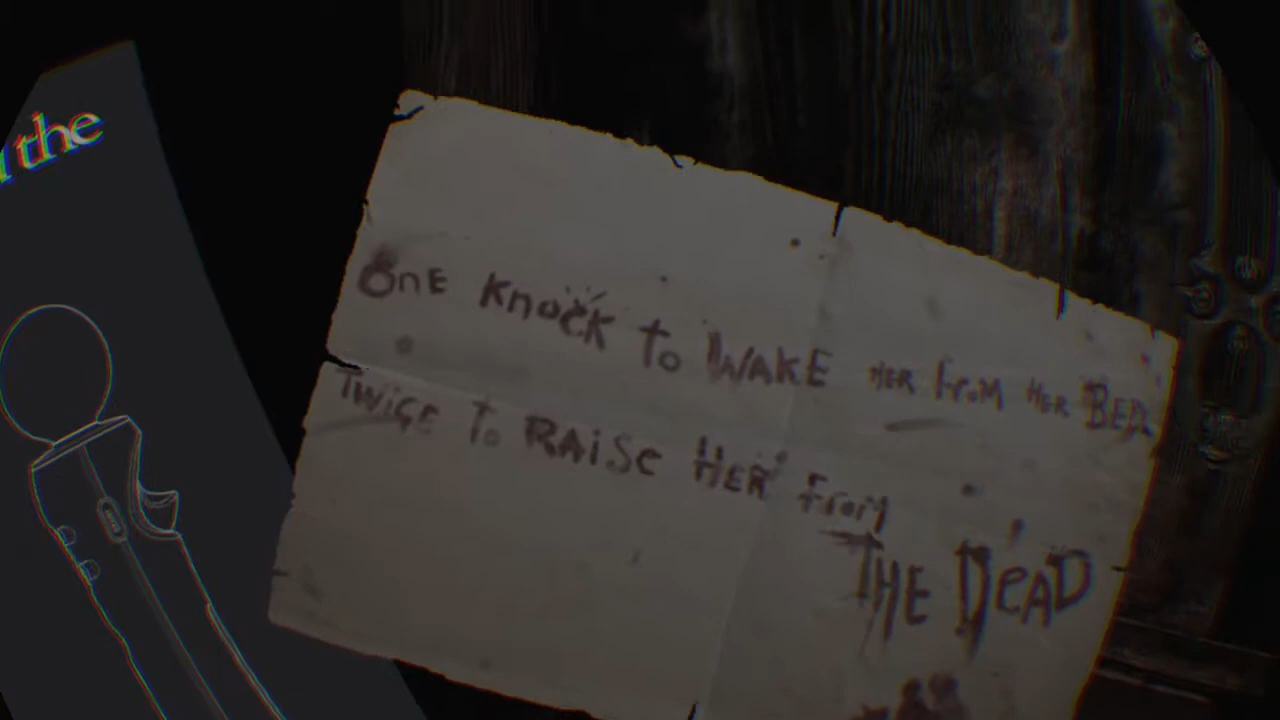 the
OnE KnocK To WAKE HER From HER BED.
TWiCE To RAiSe HER From
THE DeAD